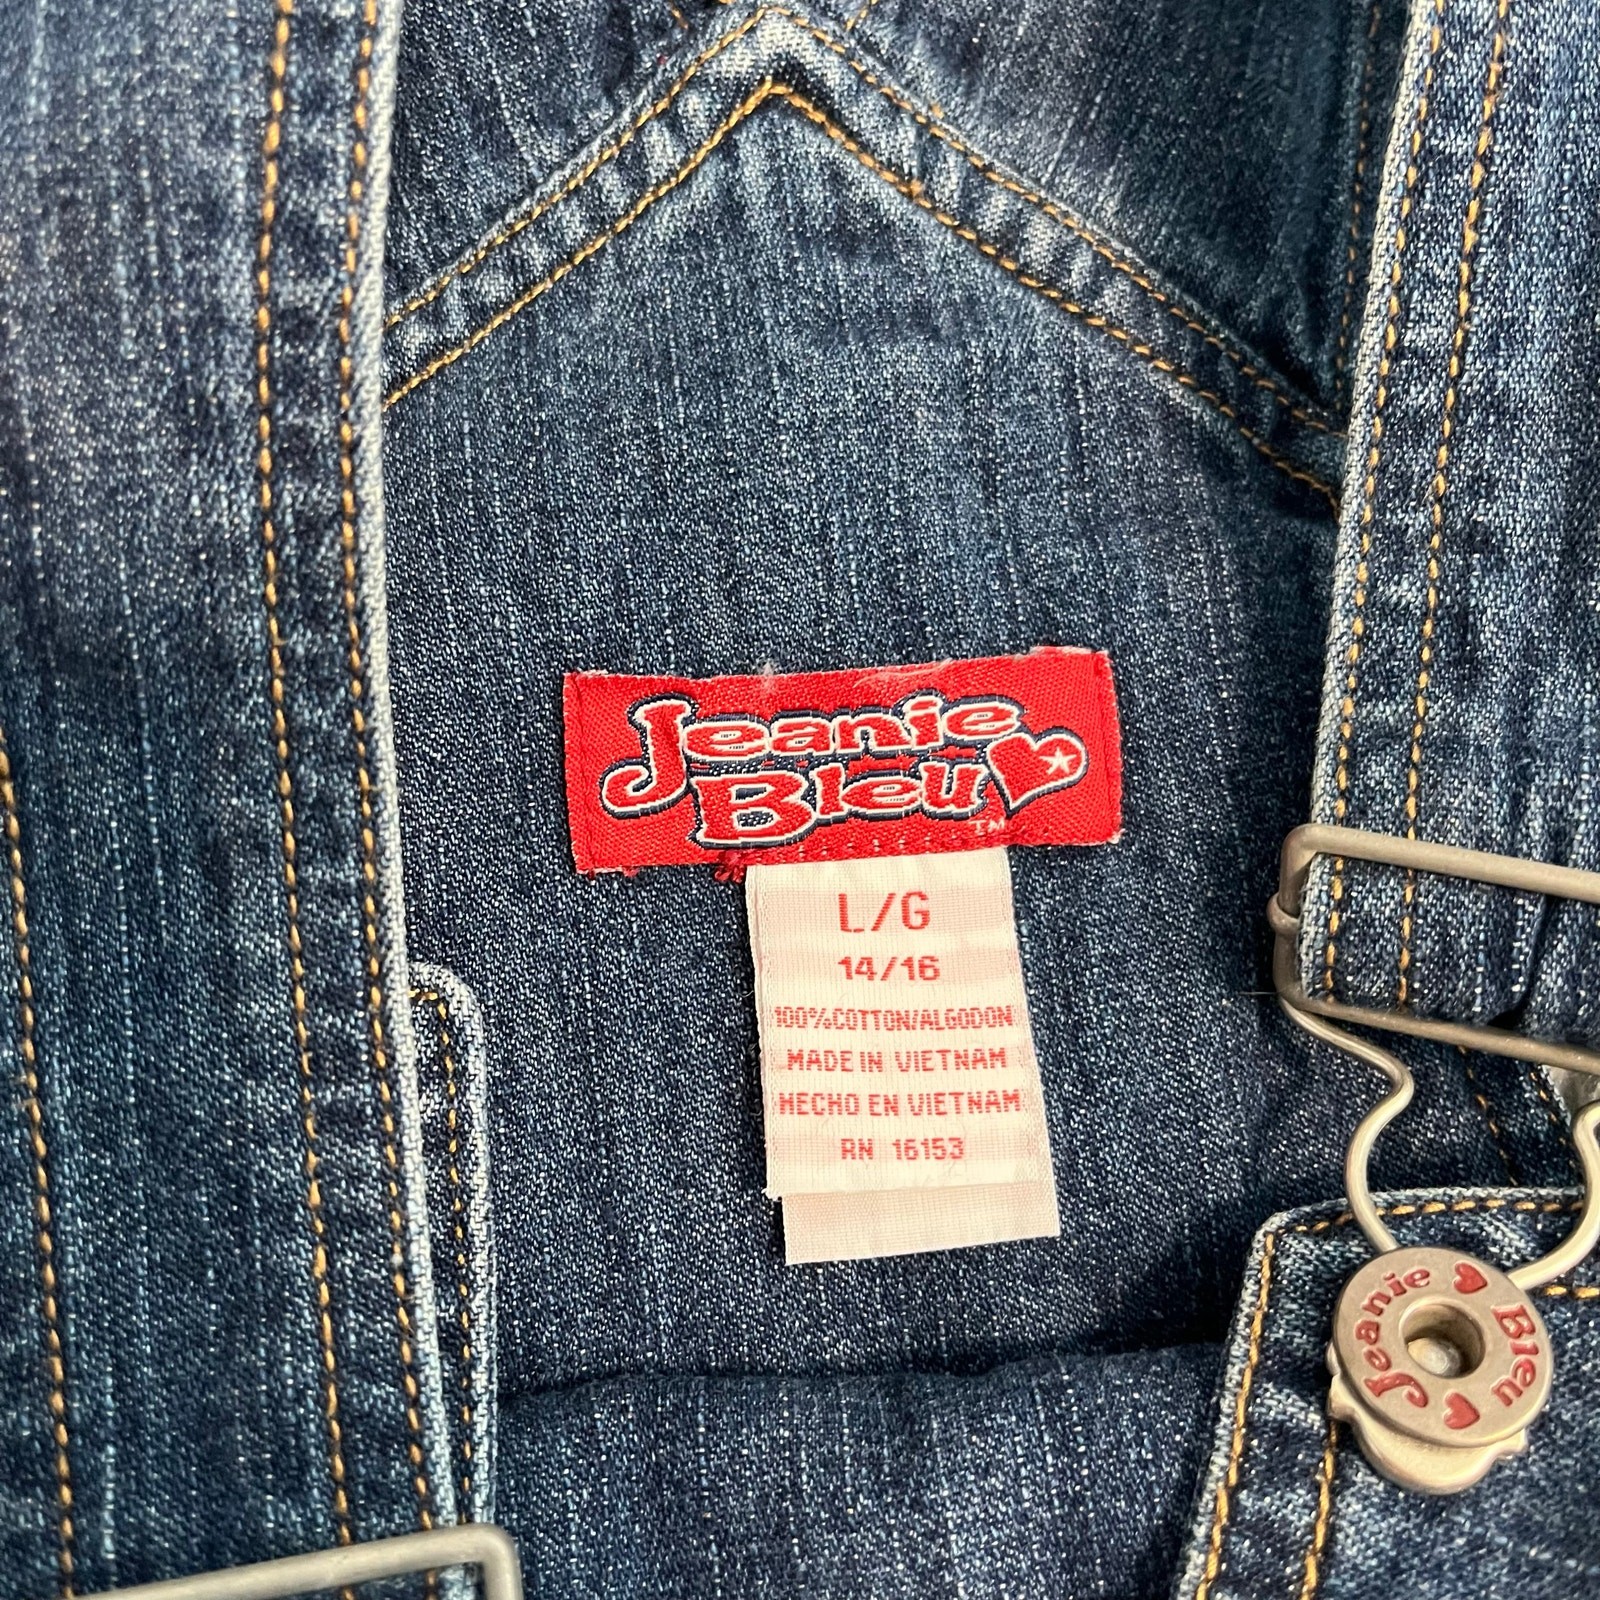 Jeanie
Bleu
TM
L/G
14/16
100%COTTON/ALGODON
MADE IN VIETNAM
HECHO EN VIETNAM
RN 16153
Jeanie Bleu